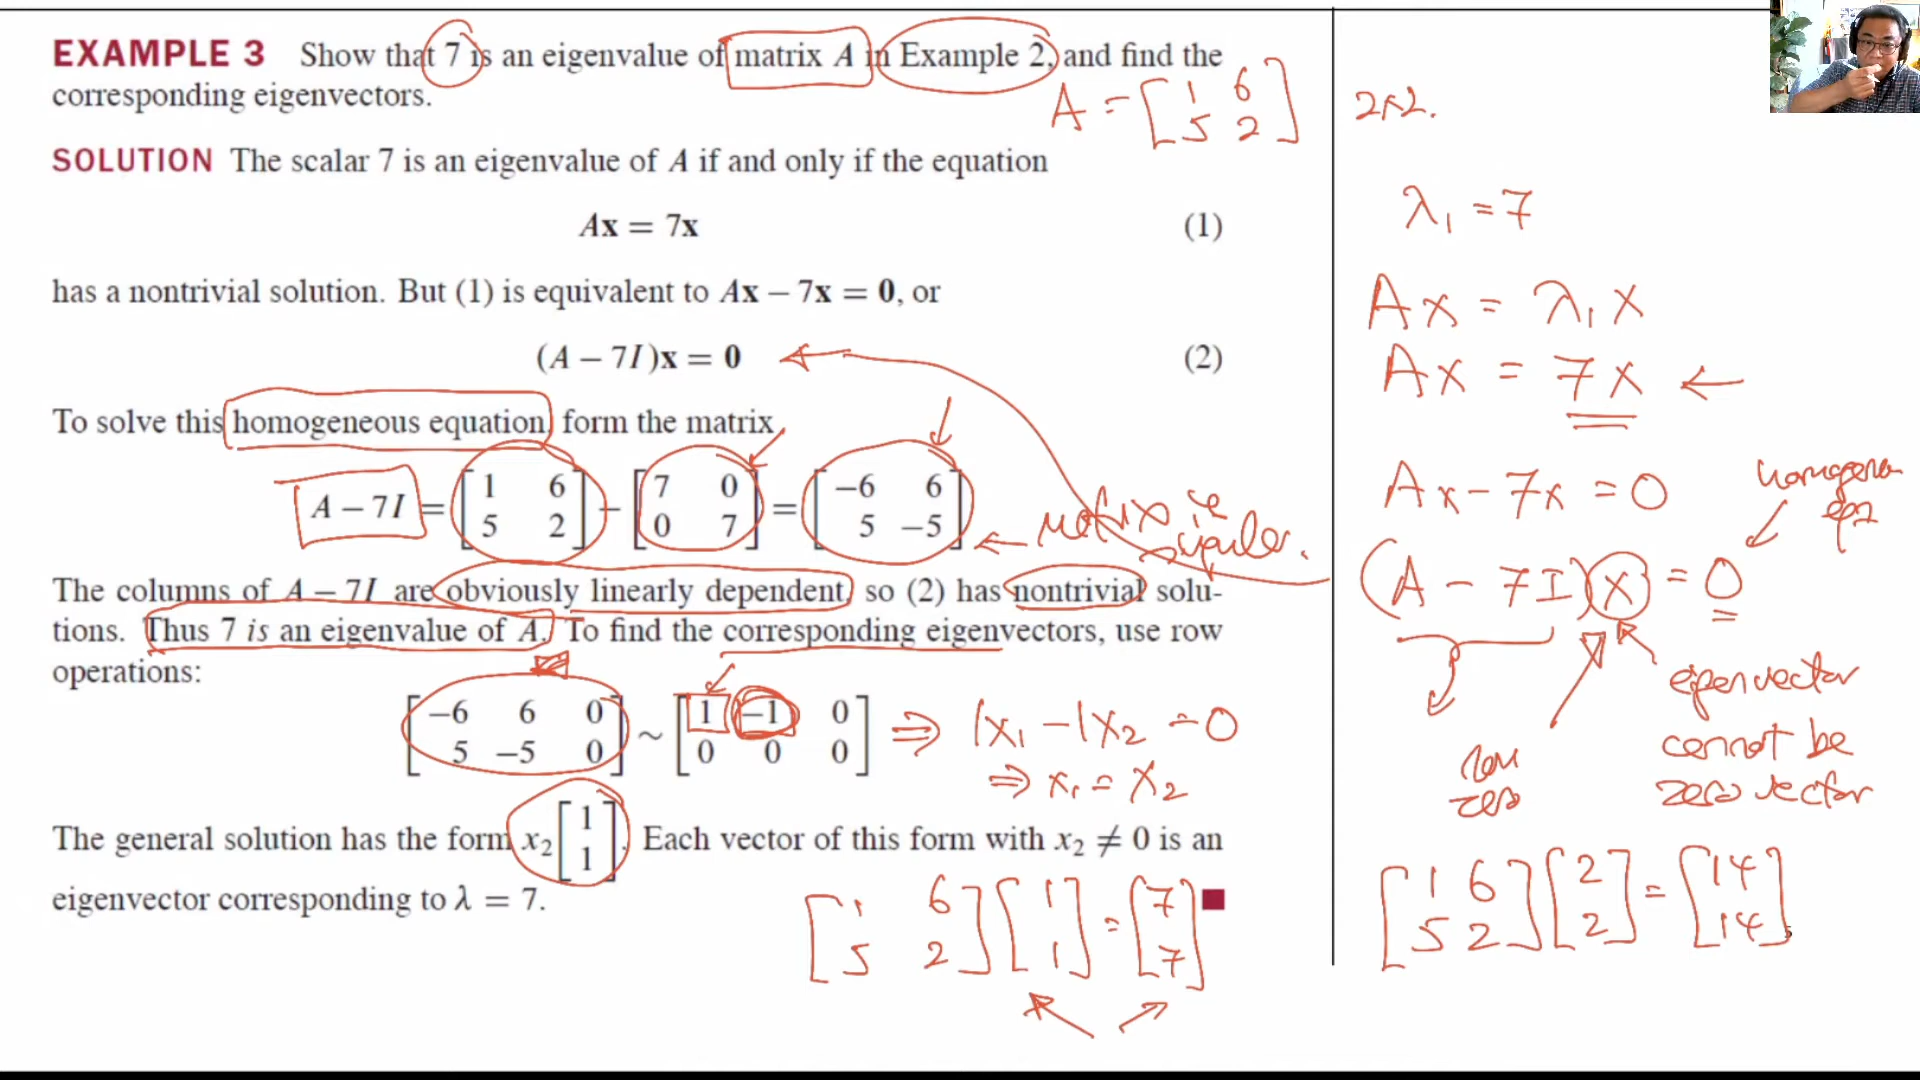 EXAMPLE 3 Show that 7 is an eigenvalue of matrix A in Example 2, and find the
corresponding eigenvectors.
A = [1 6
5 2]
SOLUTION The scalar 7 is an eigenvalue of A if and only if the equation
Ax = 7x (1)
has a nontrivial solution. But (1) is equivalent to Ax − 7x = 0, or
(A − 7I)x = 0 (2)
To solve this homogeneous equation, form the matrix
A − 7I = [1 6
5 2] − [7 0
0 7] = [−6 6
5 −5]
← matrix is
The columns of A − 7I are obviously linearly dependent, so (2) has nontrivial solu-
tions. Thus 7 is an eigenvalue of A. To find the corresponding eigenvectors, use row
operations:
[−6 6 0
5 −5 0] ~ [1 −1 0
0 0 0]
⇒ 1x₁ − 1x₂ = 0
⇒ x₁ = x₂
The general solution has the form x₂ [1
1]. Each vector of this form with x₂ ≠ 0 is an
eigenvector corresponding to λ = 7.
[1 6
5 2] [1
1] = [7
7]
2×2.
λ₁ = 7
Ax = λ₁x
Ax = 7x ←
Ax − 7x = 0
(A − 7I)x = 0
eigenvector
cannot be
zero vector
non
zero
[1 6
5 2] [2
2] = [14
14]